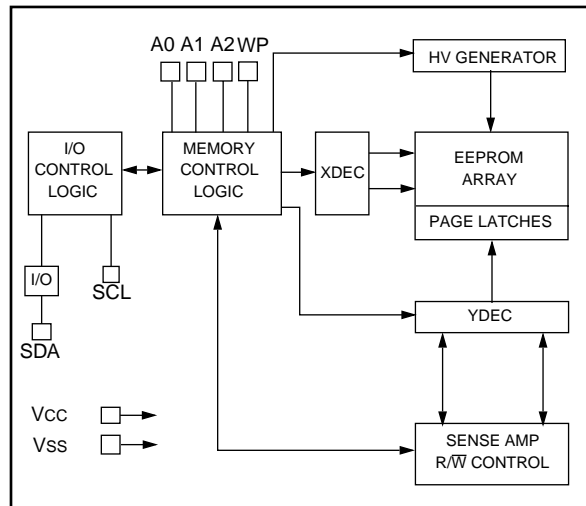 A0 A1 A2 WP
HV GENERATOR
I/O
CONTROL
LOGIC
MEMORY
CONTROL
LOGIC
XDEC
EEPROM
ARRAY
PAGE LATCHES
I/O
SCL
SDA
YDEC
VCC
VSS
SENSE AMP
R/W̅ CONTROL